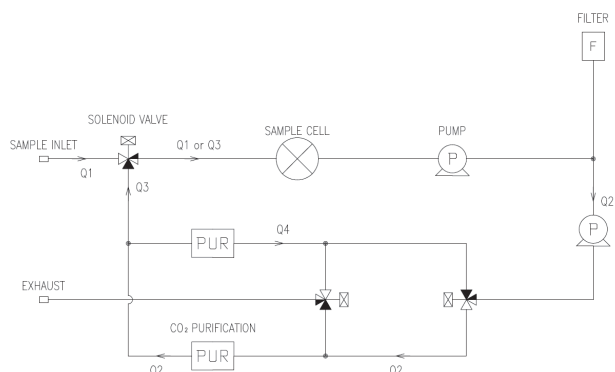 FILTER
F
SOLENOID VALVE
SAMPLE CELL
PUMP
SAMPLE INLET
Q1 or Q3
P
Q1
Q3
Q2
P
PUR
Q4
EXHAUST
CO₂ PURIFICATION
PUR
Q2
Q2